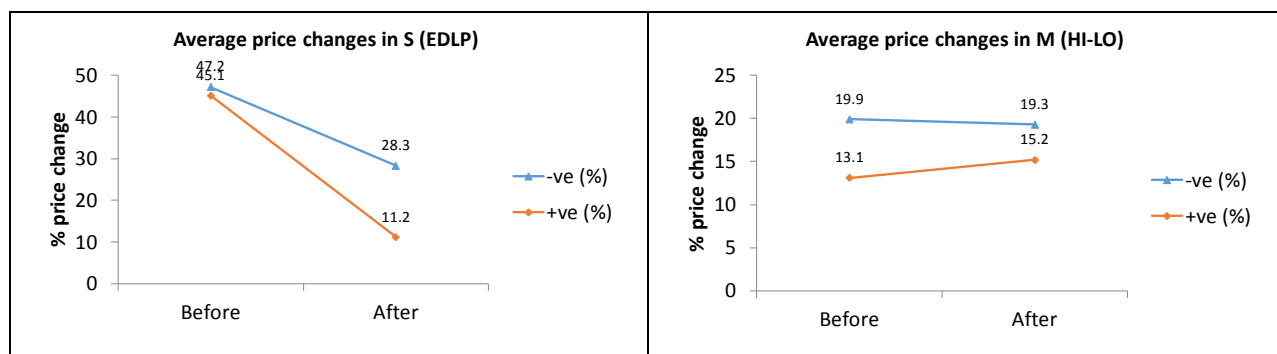 Average price changes in S (EDLP)
% price change
50
40
30
20
10
0
47.2
45.1
28.3
11.2
Before
After
-ve (%)
+ve (%)
Average price changes in M (HI-LO)
% price change
25
20
15
10
5
0
19.9
19.3
13.1
15.2
Before
After
-ve (%)
+ve (%)